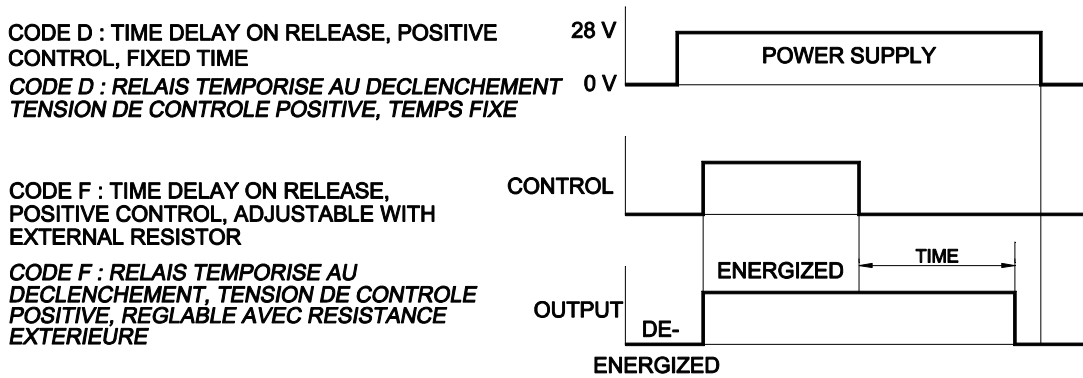 CODE D : TIME DELAY ON RELEASE, POSITIVE
CONTROL, FIXED TIME
CODE D : RELAIS TEMPORISE AU DECLENCHEMENT
TENSION DE CONTROLE POSITIVE, TEMPS FIXE
28 V
POWER SUPPLY
0 V
CODE F : TIME DELAY ON RELEASE,
POSITIVE CONTROL, ADJUSTABLE WITH
EXTERNAL RESISTOR
CODE F : RELAIS TEMPORISE AU
DECLENCHEMENT, TENSION DE CONTROLE
POSITIVE, REGLABLE AVEC RESISTANCE
EXTERIEURE
CONTROL
ENERGIZED
TIME
OUTPUT
DE-
ENERGIZED